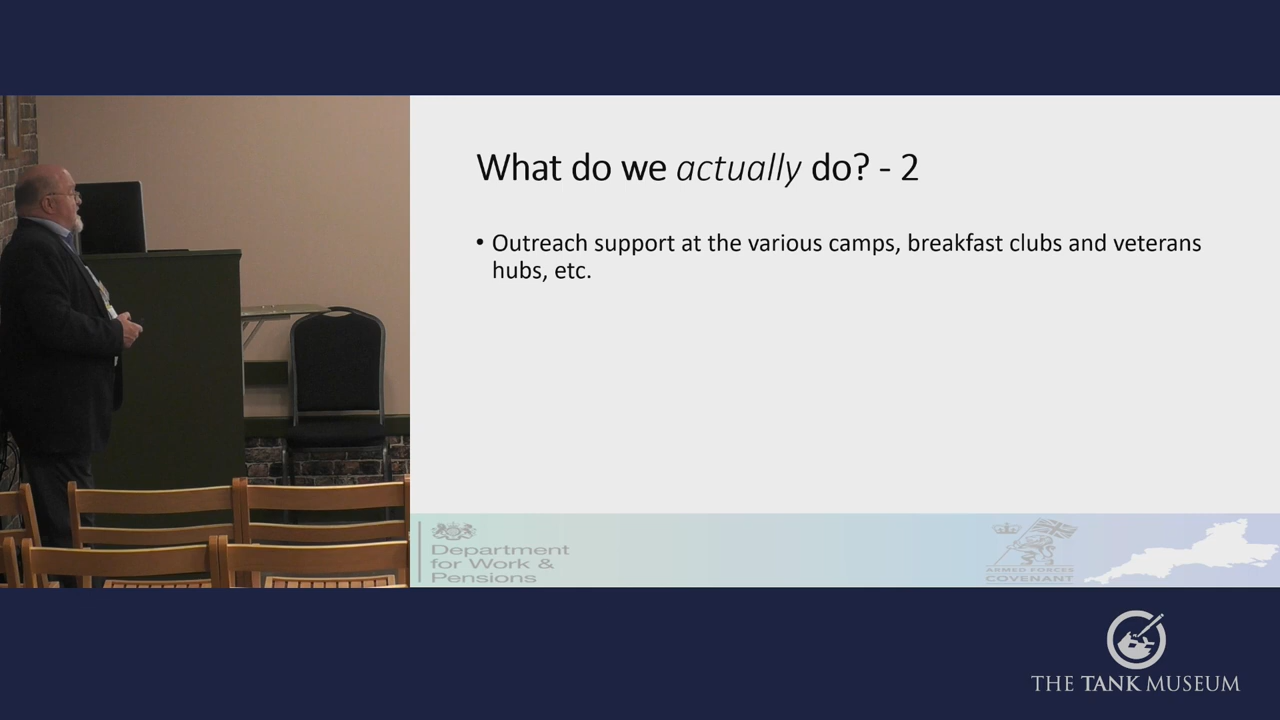 What do we actually do? - 2
• Outreach support at the various camps, breakfast clubs and veterans
hubs, etc.
Department
for Work &
Pensions
ARMED FORCES
COVENANT
THE TANK MUSEUM